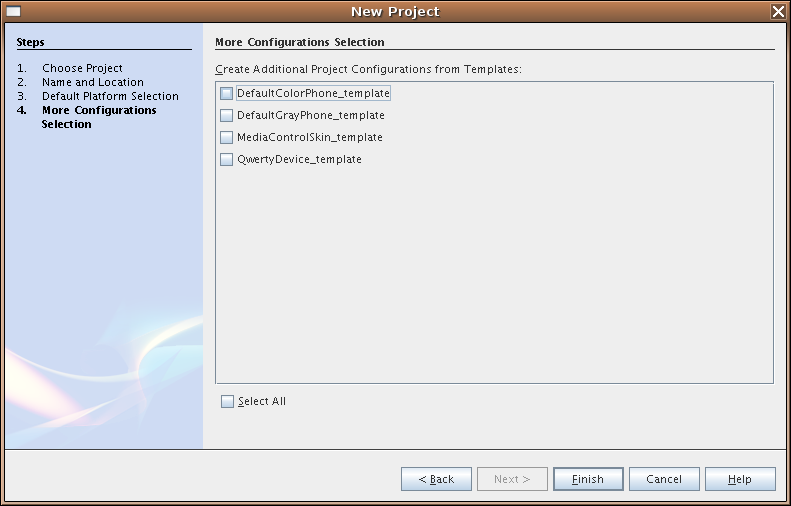 New Project
Steps
1. Choose Project
2. Name and Location
3. Default Platform Selection
4. More Configurations
Selection
More Configurations Selection
Create Additional Project Configurations from Templates:
DefaultColorPhone_template
DefaultGrayPhone_template
MediaControlSkin_template
QwertyDevice_template
Select All
< Back Next > Finish Cancel Help